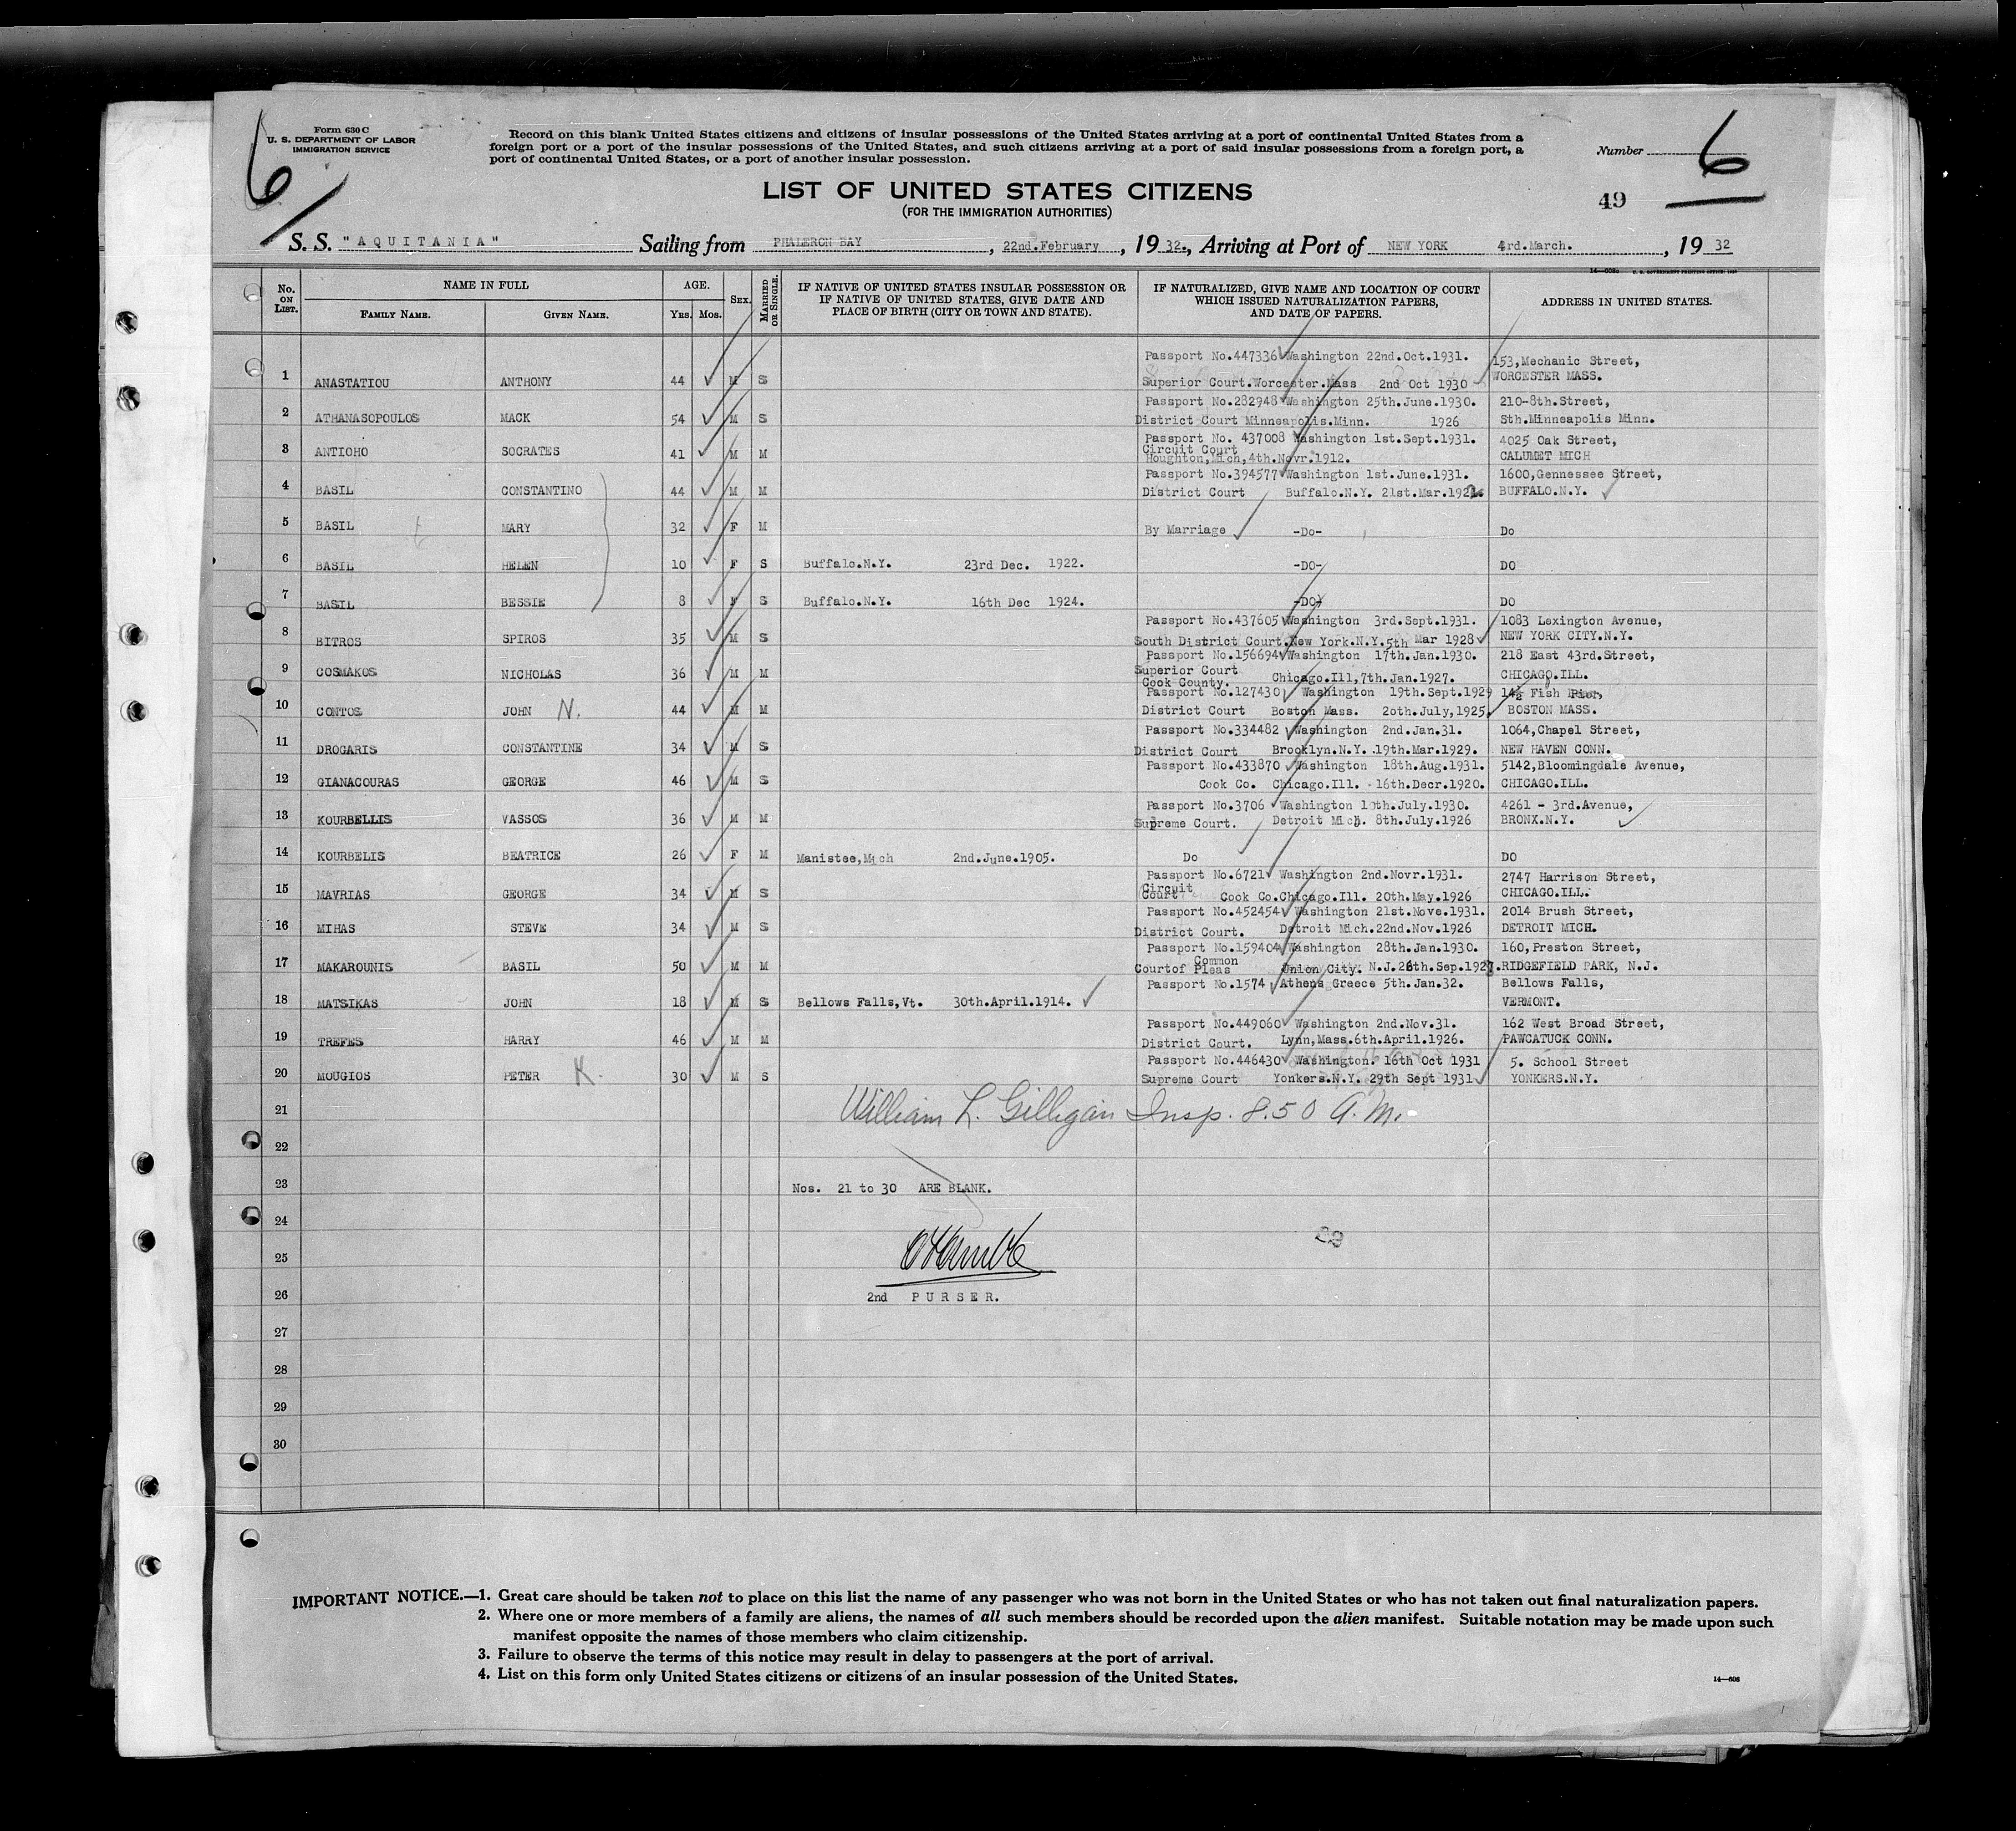 6
Form 630 C
U. S. DEPARTMENT OF LABOR
IMMIGRATION SERVICE
Record on this blank United States citizens and citizens of insular possessions of the United States arriving at a port of continental United States from a
foreign port or a port of the insular possessions of the United States, and such citizens arriving at a port of said insular possessions from a foreign port, a
port of continental United States, or a port of another insular possession.
Number 6
LIST OF UNITED STATES CITIZENS
(FOR THE IMMIGRATION AUTHORITIES)
49
S. S. "AQUITANIA" Sailing from PHALERON BAY, 22nd.February, 1932., Arriving at Port of NEW YORK 4rd.March., 1932
No. ON LIST. NAME IN FULL FAMILY NAME. GIVEN NAME. AGE. Yrs. Mos. SEX. MARRIED OR SINGLE. IF NATIVE OF UNITED STATES INSULAR POSSESSION OR IF NATIVE OF UNITED STATES, GIVE DATE AND PLACE OF BIRTH (CITY OR TOWN AND STATE). IF NATURALIZED, GIVE NAME AND LOCATION OF COURT WHICH ISSUED NATURALIZATION PAPERS, AND DATE OF PAPERS. ADDRESS IN UNITED STATES.
Passport No.447336 Washington 22nd.Oct.1931. 153,Mechanic Street,
1 ANASTATIOU ANTHONY 44 M S Superior Court.Worcester.Mass 2nd Oct 1930 WORCESTER MASS.
Passport No.282948 Washington 25th.June.1930. 210-8th.Street,
2 ATHANASOPOULOS MACK 54 M S District Court Minneapolis.Minn. 1926 Sth.Minneapolis Minn.
Passport No. 437008 Washington 1st.Sept.1931. 4025 Oak Street,
3 ANTIOHO SOCRATES 41 M M Circuit Court Houghton,Mich,4th.Novr.1912. CALUMET MICH
Passport No.394577 Washington 1st.June.1931. 1600,Gennessee Street,
4 BASIL CONSTANTINO 44 M M District Court Buffalo.N.Y. 21st.Mar.192 BUFFALO.N.Y.
5 BASIL MARY 32 F M By Marriage -Do- Do
6 BASIL HELEN 10 F S Buffalo.N.Y. 23rd Dec. 1922. -DO- DO
7 BASIL BESSIE 8 F S Buffalo.N.Y. 16th Dec 1924. -DO- DO
Passport No.437605 Washington 3rd.Sept.1931. 1083 Lexington Avenue,
8 BITROS SPIROS 35 M S South District Court.New York.N.Y.5th Mar 1928 NEW YORK CITY.N.Y.
Passport No.156694 Washington 17th.Jan.1930. 218 East 43rd.Street,
9 COSMAKOS NICHOLAS 36 M M Superior Court Cook County. Chicago.Ill,7th.Jan.1927. CHICAGO.ILL.
Passport No.127430 Washington 19th.Sept.1929 14½ Fish Pier,
10 CONTOS JOHN N. 44 M M District Court Boston Mass. 20th.July,1925. BOSTON MASS.
Passport No.334482 Washington 2nd.Jan.31. 1064,Chapel Street,
11 DROGARIS CONSTANTINE 34 M S District Court Brooklyn.N.Y. 19th.Mar.1929. NEW HAVEN CONN.
Passport No.433870 Washington 18th.Aug.1931. 5142,Bloomingdale Avenue,
12 GIANACOURAS GEORGE 46 M S Cook Co. Chicago.Ill. 16th.Decr.1920. CHICAGO.ILL.
Passport No.3706 Washington 10th.July.1930. 4261 - 3rd.Avenue,
13 KOURBELLIS VASSOS 36 M M Supreme Court. Detroit Mich. 8th.July.1926 BRONX.N.Y.
14 KOURBELIS BEATRICE 26 F M Manistee,Mich 2nd.June.1905. Do DO
Passport No.6721 Washington 2nd.Novr.1931. 2747 Harrison Street,
15 MAVRIAS GEORGE 34 M S Circuit Court Cook Co.Chicago.Ill. 20th.May.1926 CHICAGO.ILL.
Passport No.452454 Washington 21st.Nove.1931. 2014 Brush Street,
16 MIHAS STEVE 34 M S District Court. Detroit Mich.22nd.Nov.1926 DETROIT MICH.
Passport No.159404 Washington 28th.Jan.1930. 160,Preston Street,
17 MAKAROUNIS BASIL 50 M M Courtof Common Pleas Union City. N.J.26th.Sep.1927. RIDGEFIELD PARK, N.J.
Passport No.1574 Athens Greece 5th.Jan.32. Bellows Falls,
18 MATSIKAS JOHN 18 M S Bellows Falls,Vt. 30th.April.1914. VERMONT.
Passport No.449060 Washington 2nd.Nov.31. 162 West Broad Street,
19 TREFES HARRY 46 M M District Court. Lynn,Mass.6th.April.1926. PAWCATUCK CONN.
Passport No.446430 Washington. 16th Oct 1931 5. School Street
20 MOUGIOS PETER K. 30 M S Supreme Court Yonkers.N.Y. 29th Sept 1931 YONKERS.N.Y.
21 William L. Gilligan Insp. 8.50 A.M.
22
23 Nos. 21 to 30 ARE BLANK.
24
25
26 2nd PURSER.
27
28
29
30
IMPORTANT NOTICE.—1. Great care should be taken not to place on this list the name of any passenger who was not born in the United States or who has not taken out final naturalization papers.
2. Where one or more members of a family are aliens, the names of all such members should be recorded upon the alien manifest. Suitable notation may be made upon such
manifest opposite the names of those members who claim citizenship.
3. Failure to observe the terms of this notice may result in delay to passengers at the port of arrival.
4. List on this form only United States citizens or citizens of an insular possession of the United States.
14—608